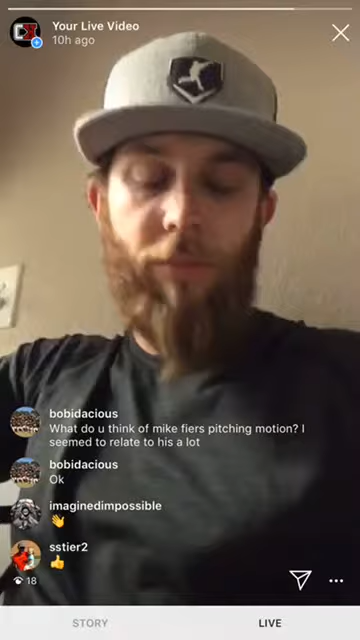 Your Live Video
10h ago
bobidacious
What do u think of mike fiers pitching motion? I
seemed to relate to his a lot
bobidacious
Ok
imaginedimpossible
👋
sstier2
👍
18
STORY
LIVE